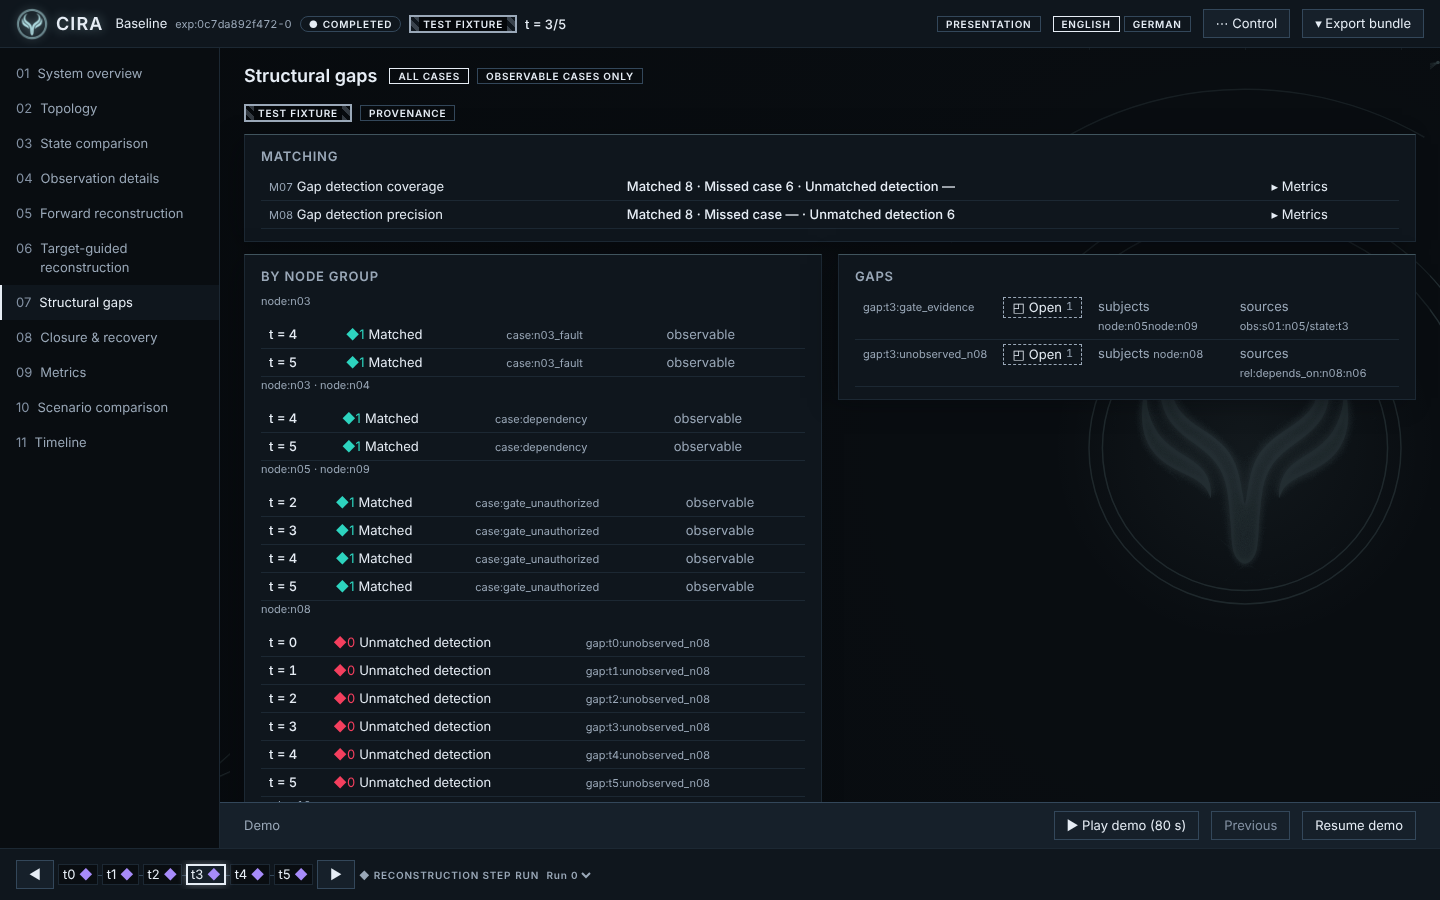 CIRA Baseline exp:0c7da892f472-0 COMPLETED TEST FIXTURE t = 3/5 PRESENTATION ENGLISH GERMAN ··· Control ▾ Export bundle
01 System overview
02 Topology
03 State comparison
04 Observation details
05 Forward reconstruction
06 Target-guided
reconstruction
07 Structural gaps
08 Closure & recovery
09 Metrics
10 Scenario comparison
11 Timeline
Structural gaps ALL CASES OBSERVABLE CASES ONLY
TEST FIXTURE PROVENANCE
MATCHING
M07 Gap detection coverage Matched 8 · Missed case 6 · Unmatched detection — ▸ Metrics
M08 Gap detection precision Matched 8 · Missed case — · Unmatched detection 6 ▸ Metrics
BY NODE GROUP
node:n03
t = 4 ◆1 Matched case:n03_fault observable
t = 5 ◆1 Matched case:n03_fault observable
node:n03 · node:n04
t = 4 ◆1 Matched case:dependency observable
t = 5 ◆1 Matched case:dependency observable
node:n05 · node:n09
t = 2 ◆1 Matched case:gate_unauthorized observable
t = 3 ◆1 Matched case:gate_unauthorized observable
t = 4 ◆1 Matched case:gate_unauthorized observable
t = 5 ◆1 Matched case:gate_unauthorized observable
node:n08
t = 0 ◆0 Unmatched detection gap:t0:unobserved_n08
t = 1 ◆0 Unmatched detection gap:t1:unobserved_n08
t = 2 ◆0 Unmatched detection gap:t2:unobserved_n08
t = 3 ◆0 Unmatched detection gap:t3:unobserved_n08
t = 4 ◆0 Unmatched detection gap:t4:unobserved_n08
t = 5 ◆0 Unmatched detection gap:t5:unobserved_n08
GAPS
gap:t3:gate_evidence ◰ Open 1 subjects sources
node:n05node:n09 obs:s01:n05/state:t3
gap:t3:unobserved_n08 ◰ Open 1 subjects node:n08 sources
rel:depends_on:n08:n06
Demo ▶ Play demo (80 s) Previous Resume demo
◀ t0 ◆ t1 ◆ t2 ◆ t3 ◆ t4 ◆ t5 ◆ ▶ ◆ RECONSTRUCTION STEP RUN Run 0